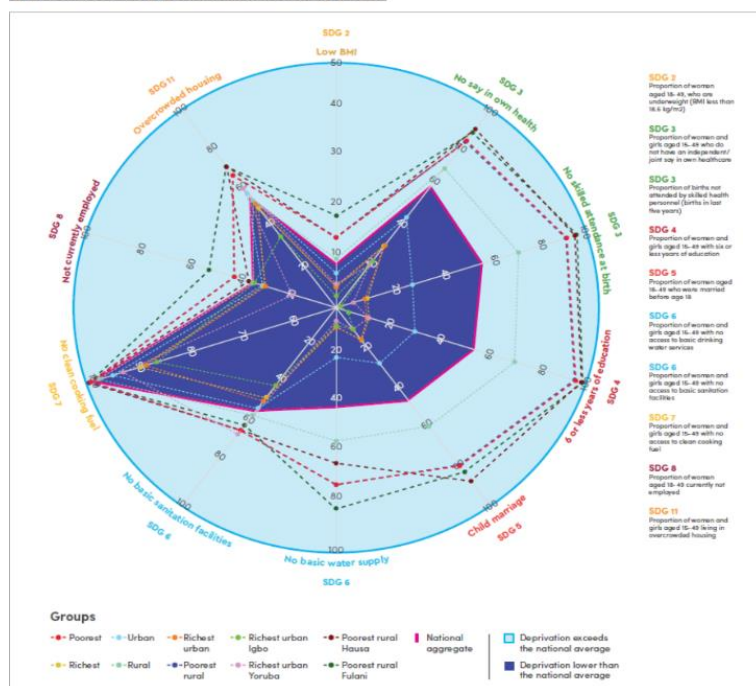 SDG 2
Low BMI
SDG 3
No say in own health
SDG 3
No skilled attendance at birth
SDG 4
6 or less years of education
SDG 5
Child marriage
SDG 6
No basic water supply
SDG 6
No basic sanitation facilities
SDG 7
No clean cooking fuel
SDG 8
Not currently employed
SDG 11
Overcrowded housing
50
40
30
20
10
100
80
60
40
20
SDG 2
Proportion of women
aged 18-49, who are
underweight (BMI less than
18.5 kg/m2)
SDG 3
Proportion of women and
girls aged 15-49 who do
not have an independent/
joint say in own healthcare
SDG 3
Proportion of births not
attended by skilled health
personnel (births in last
five years)
SDG 4
Proportion of women and
girls aged 15-49 with six or
less years of education
SDG 5
Proportion of women aged
18-49 who were married
before age 18
SDG 6
Proportion of women and
girls aged 15-49 with no
access to basic drinking
water services
SDG 6
Proportion of women and
girls aged 15-49 with no
access to basic sanitation
facilities
SDG 7
Proportion of women and
girls aged 15-49 with no
access to clean cooking
fuel
SDG 8
Proportion of women
aged 18-49 currently not
employed
SDG 11
Proportion of women and
girls aged 15-49 living in
overcrowded housing
Groups
Poorest
Urban
Richest urban
Richest urban Igbo
Poorest rural Hausa
National aggregate
Deprivation exceeds
the national average
Richest
Rural
Poorest rural
Richest urban Yoruba
Poorest rural Fulani
Deprivation lower than
the national average